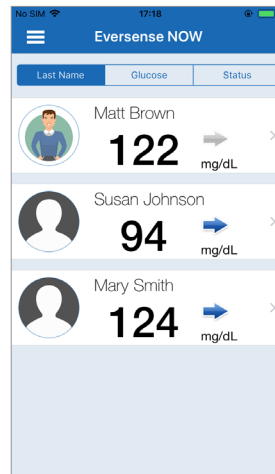 No SIM 17:18
Eversense NOW
Last Name Glucose Status
Matt Brown
122 mg/dL
Susan Johnson
94 mg/dL
Mary Smith
124 mg/dL